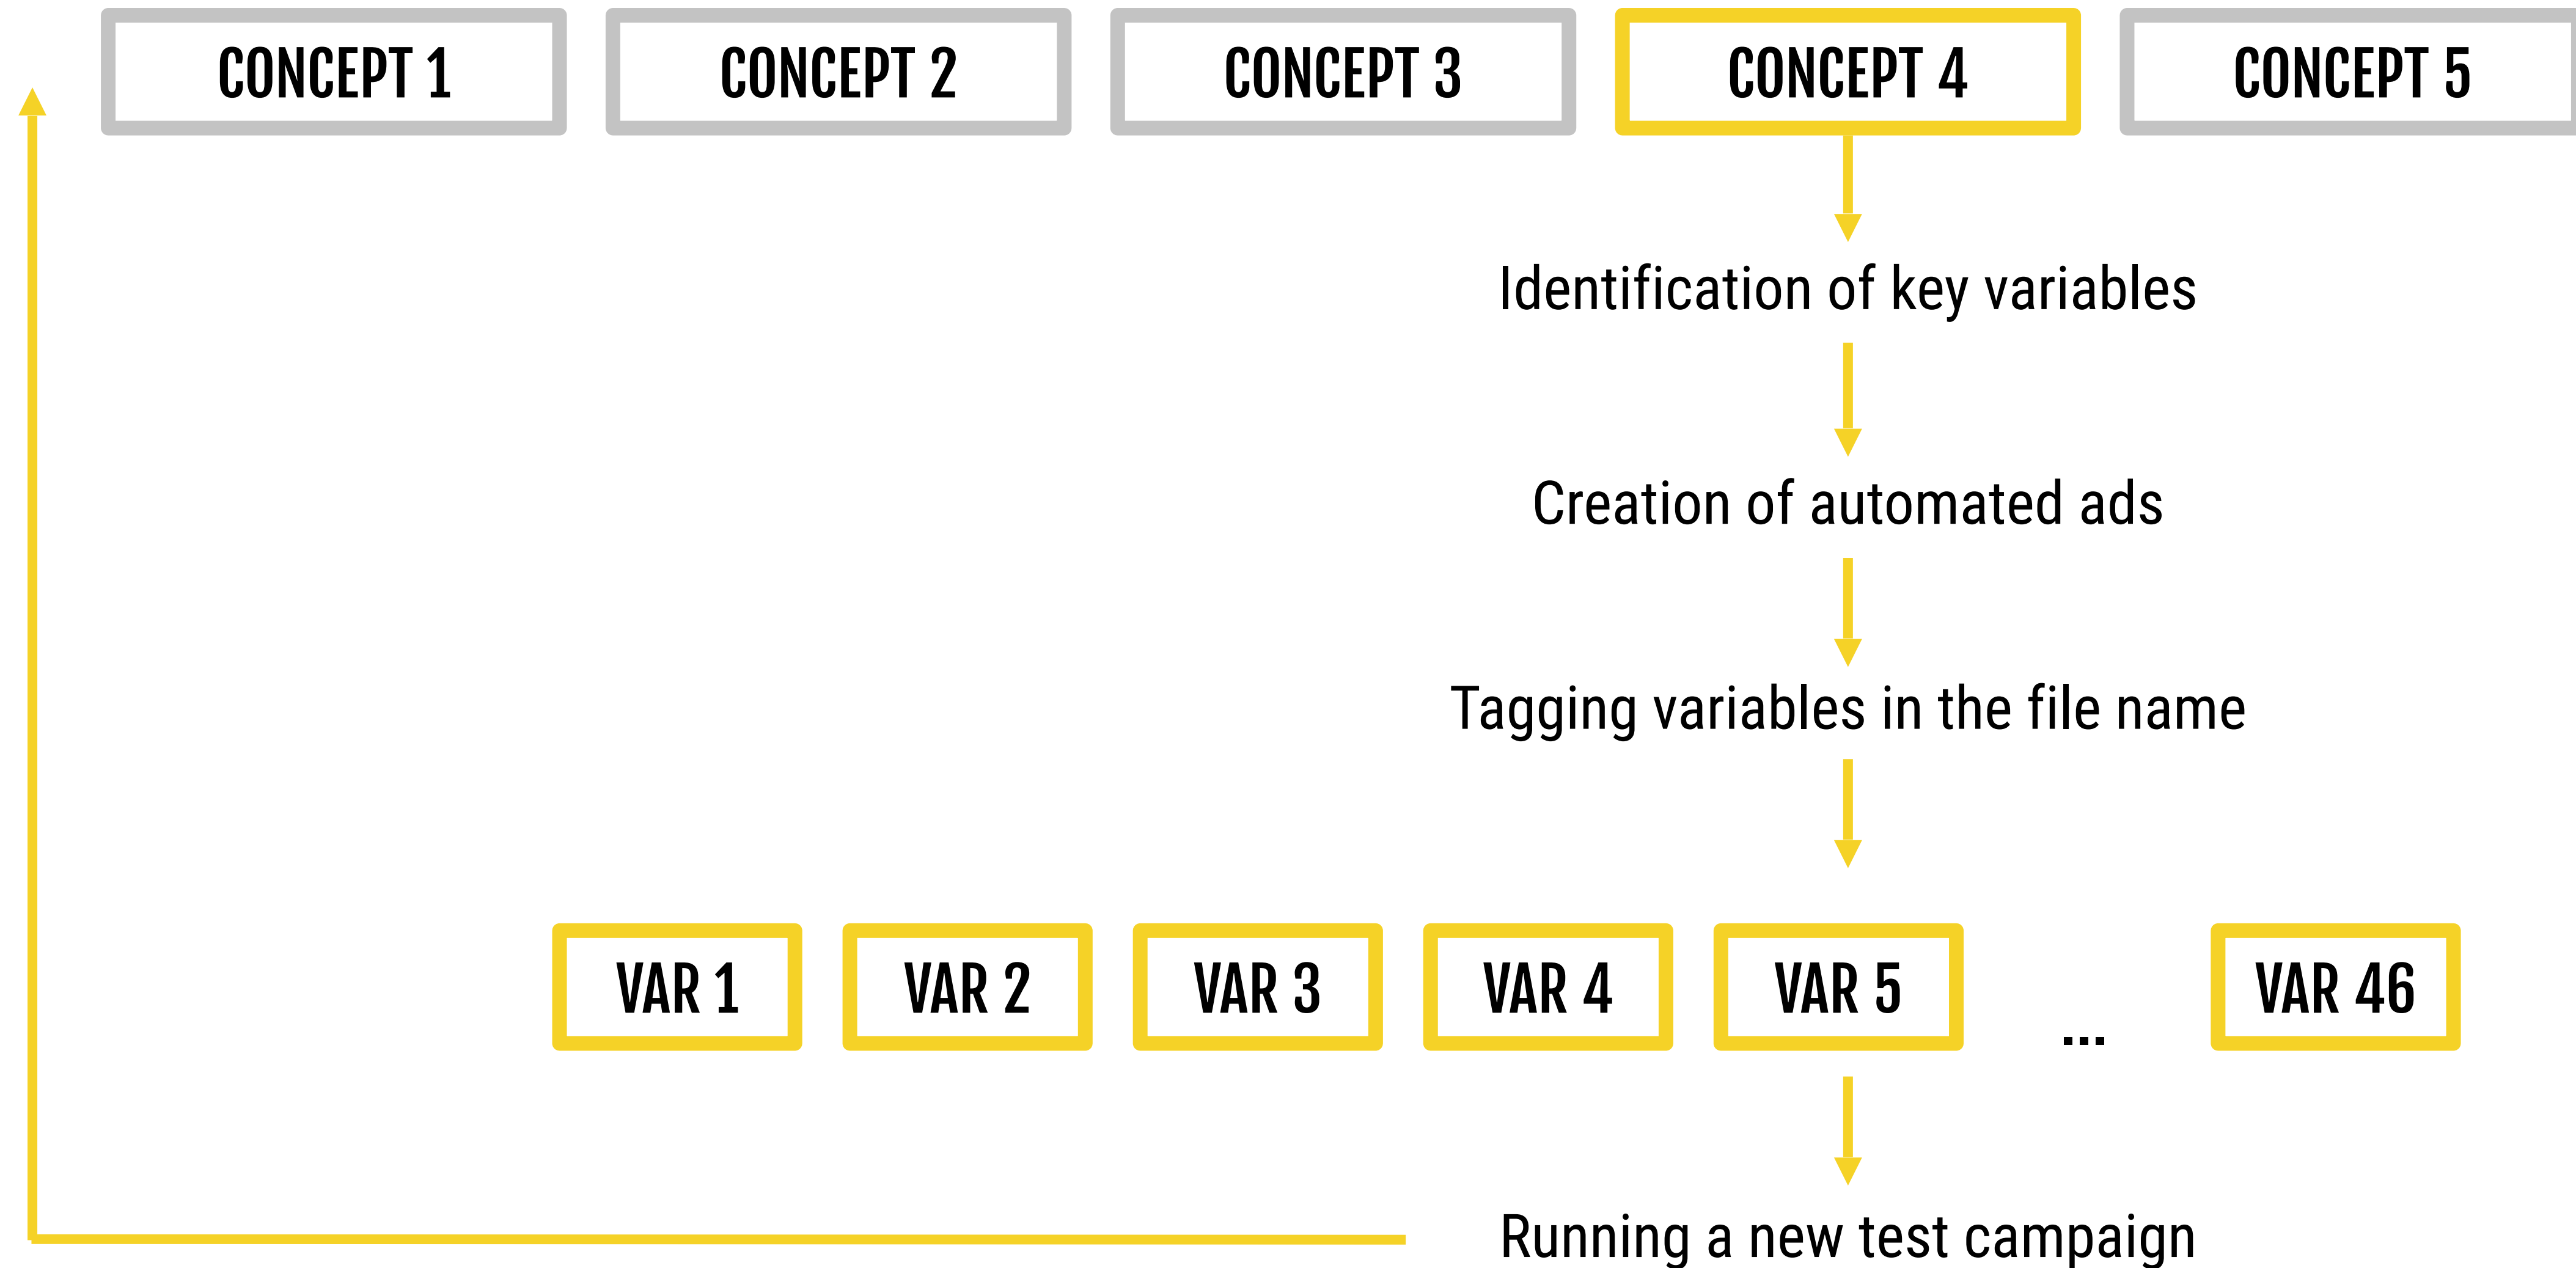 CONCEPT 1
CONCEPT 2
CONCEPT 3
CONCEPT 4
CONCEPT 5
Identification of key variables
Creation of automated ads
Tagging variables in the file name
VAR 1
VAR 2
VAR 3
VAR 4
VAR 5
...
VAR 46
Running a new test campaign